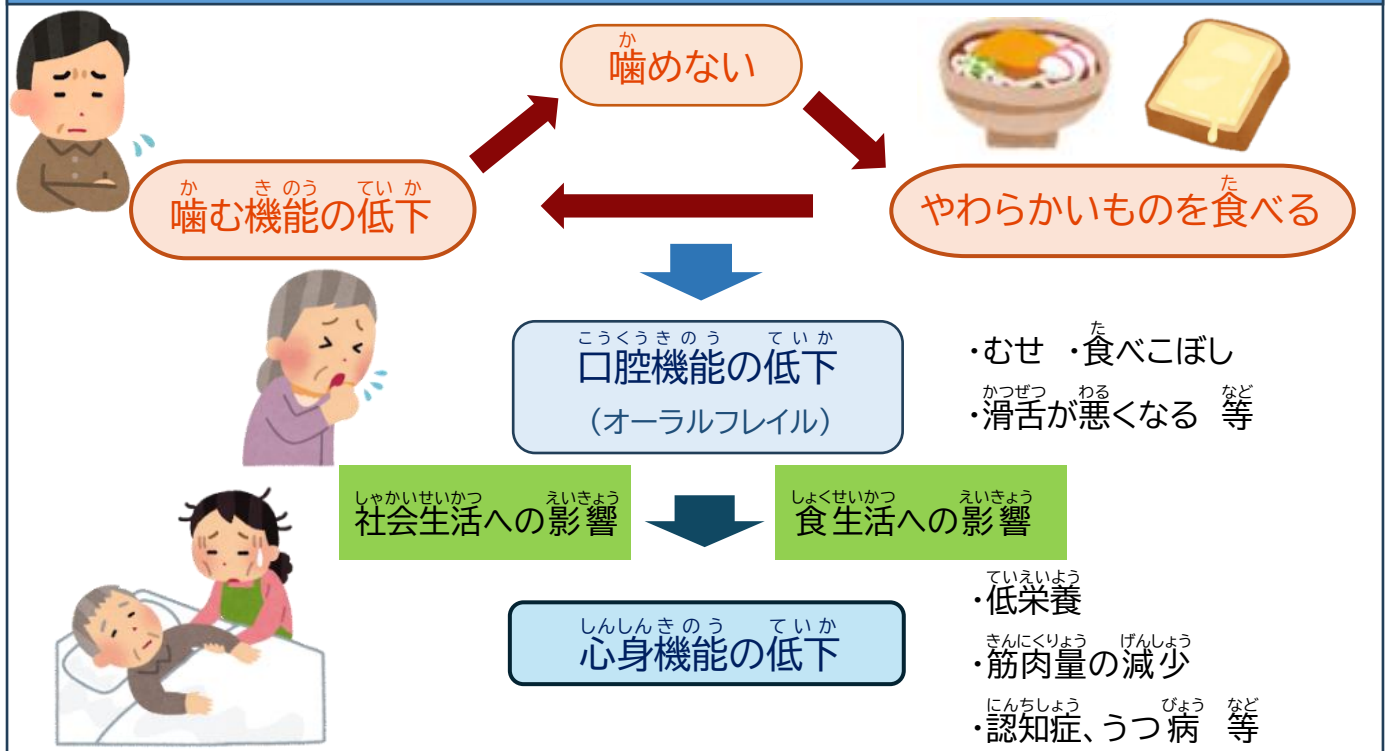 噛めない
噛む機能の低下
やわらかいものを食べる
口腔機能の低下
(オーラルフレイル)
・むせ ・食べこぼし
・滑舌が悪くなる 等
社会生活への影響
食生活への影響
心身機能の低下
・低栄養
・筋肉量の減少
・認知症、うつ病 等